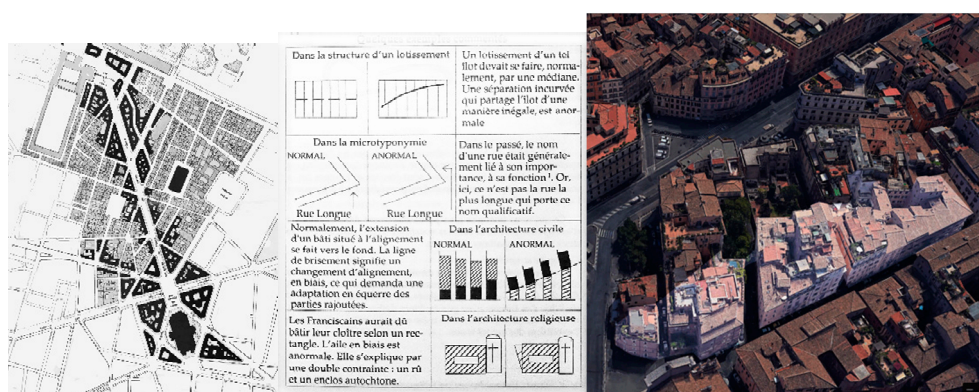 Dans la structure d'un lotissement
Un lotissement d'un tel
îlot devait se faire, norma-
lement, par une médiane.
Une séparation incurvée
qui partage l'îlot d'une
manière inégale, est anor-
male
Dans la microtyponymie
NORMAL
ANORMAL
Rue Longue
Rue Longue
Dans le passé, le nom
d'une rue était générale-
ment lié à son impor-
tance, à sa fonction¹. Or,
ici, ce n'est pas la rue la
plus longue qui porte ce
nom qualificatif.
Normalement, l'extension
d'un bâti situé à l'alignement
se fait vers le fond. La ligne
de brisement signifie un
changement d'alignement,
en biais, ce qui demanda une
adaptation en équerre des
parties rajoutées.
Dans l'architecture civile
NORMAL
ANORMAL
Les Franciscains aurait dû
bâtir leur cloître selon un rec-
tangle. L'aile en biais est
anormale. Elle s'explique par
une double contrainte : un rû
et un enclos autochtone.
Dans l'architecture religieuse